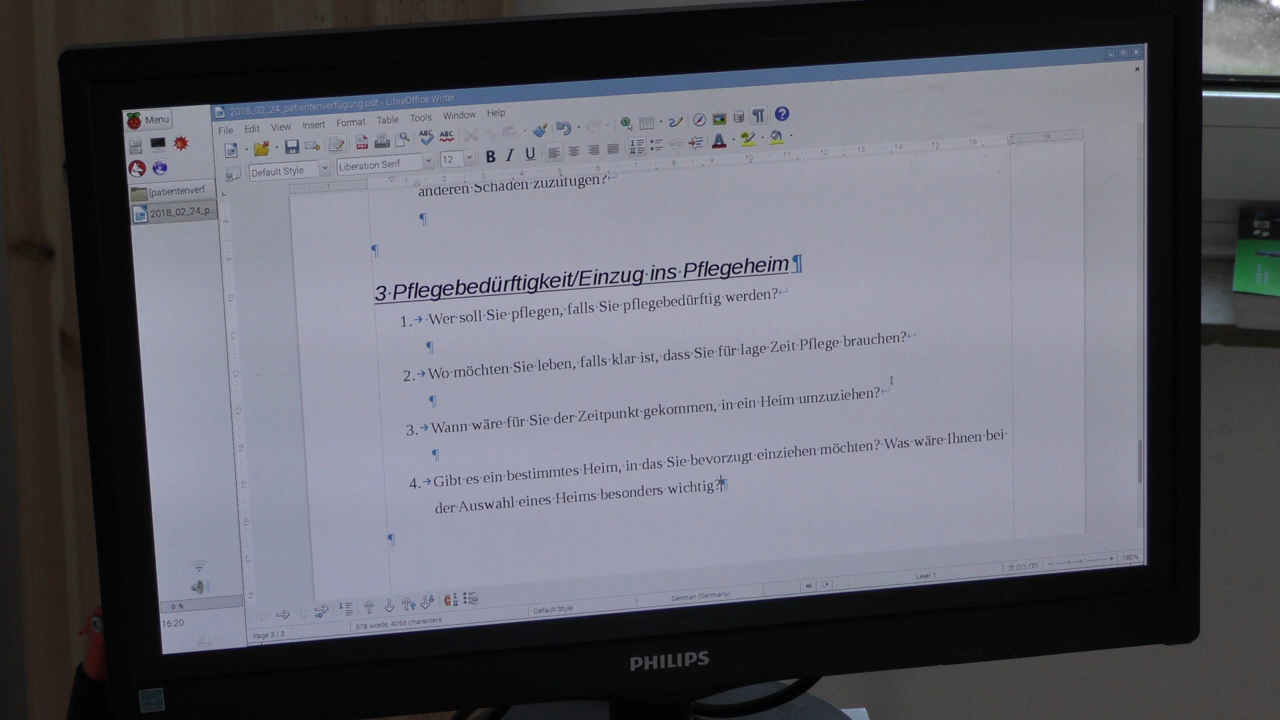 Menu
2018_02_24_patientenverfügung.odt - LibreOffice Writer
File Edit View Insert Format Table Tools Window Help
Default Style
Liberation Serif
12
[patientenverf
2018_02_24_p...
anderen Schaden zuzufügen?
3 Pflegebedürftigkeit/Einzug ins Pflegeheim
1. Wer soll Sie pflegen, falls Sie pflegebedürftig werden?
2. Wo möchten Sie leben, falls klar ist, dass Sie für lage Zeit Pflege brauchen?
3. Wann wäre für Sie der Zeitpunkt gekommen, in ein Heim umzuziehen?
4. Gibt es ein bestimmtes Heim, in das Sie bevorzugt einziehen möchten? Was wäre Ihnen bei
der Auswahl eines Heims besonders wichtig?
0 %
16:20
Page 3 / 3
578 words, 4056 characters
Default Style
German (Germany)
Level 1
180%
PHILIPS